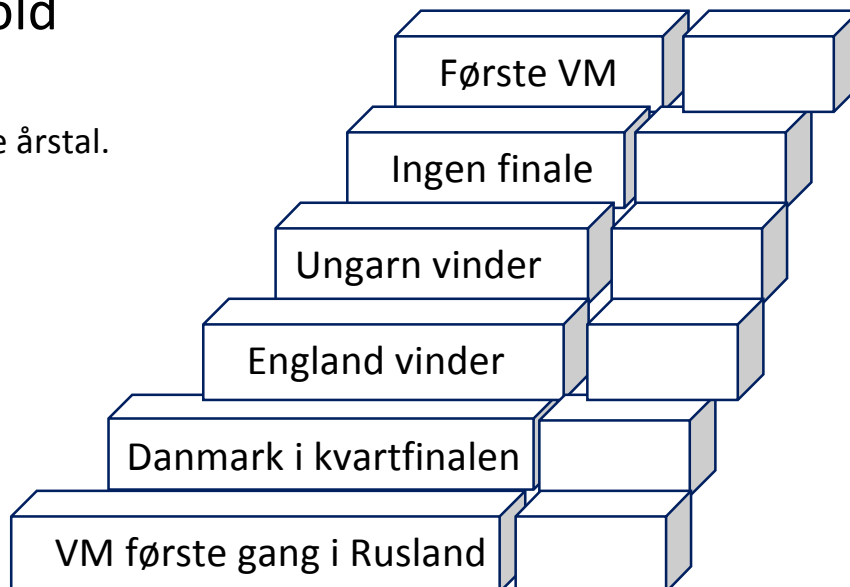 old
e årstal.
Første VM
Ingen finale
Ungarn vinder
England vinder
Danmark i kvartfinalen
VM første gang i Rusland